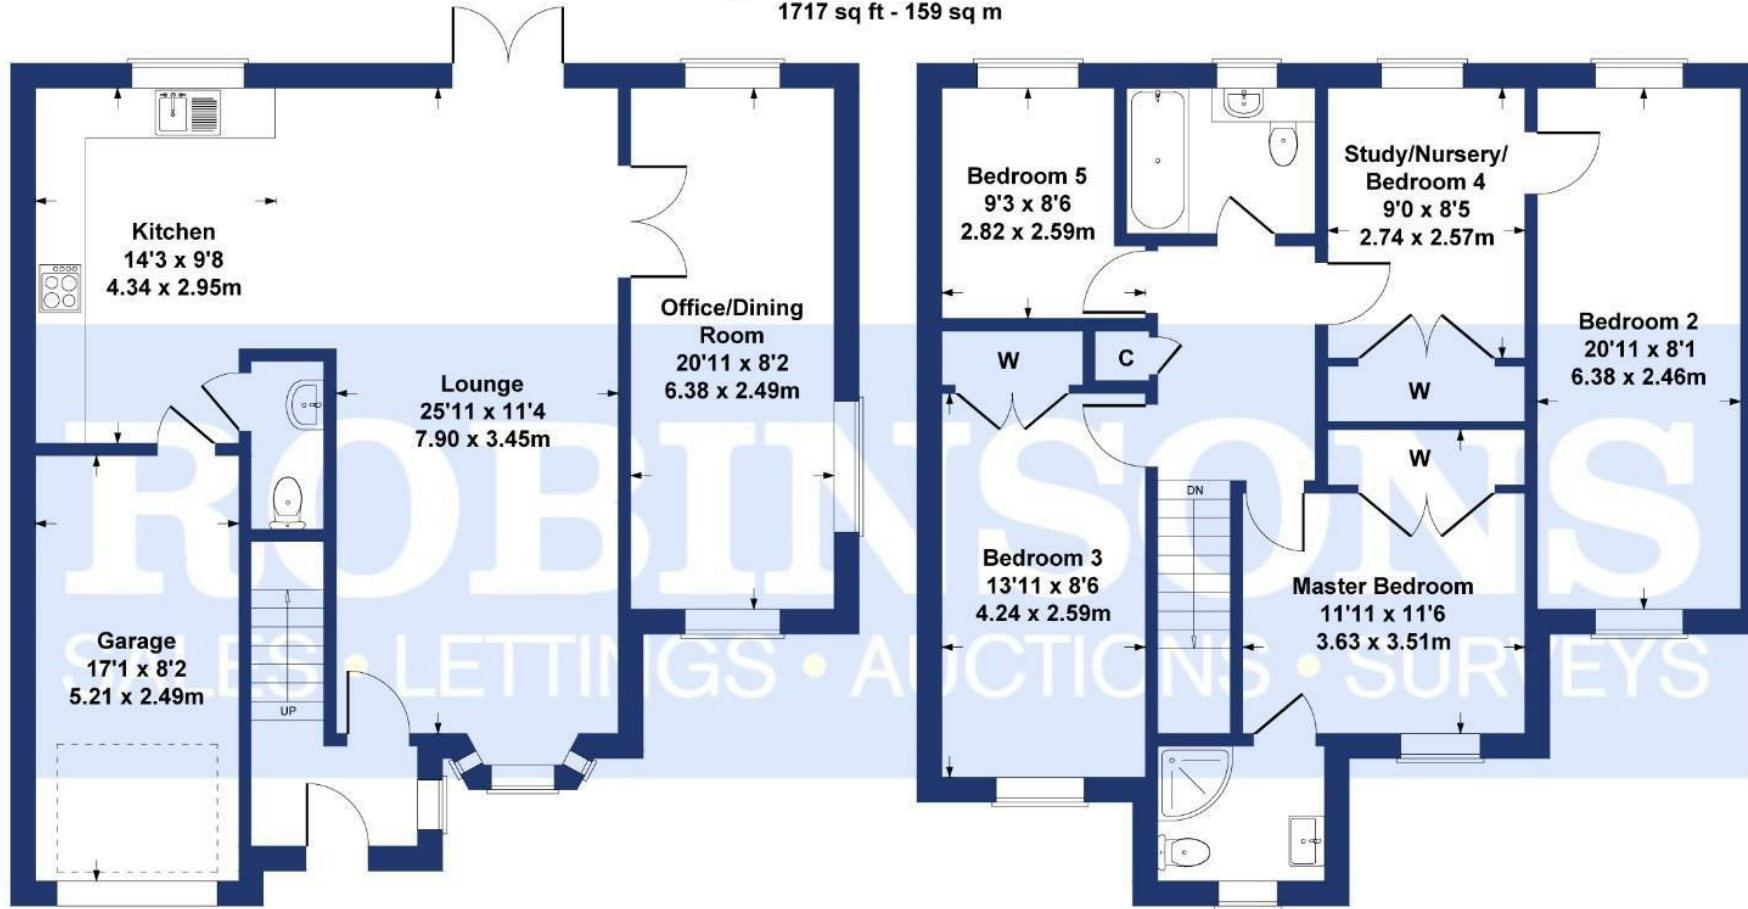 1717 sq ft - 159 sq m
Kitchen
14'3 x 9'8
4.34 x 2.95m
Lounge
25'11 x 11'4
7.90 x 3.45m
Office/Dining
Room
20'11 x 8'2
6.38 x 2.49m
Garage
17'1 x 8'2
5.21 x 2.49m
UP
Bedroom 5
9'3 x 8'6
2.82 x 2.59m
Study/Nursery/
Bedroom 4
9'0 x 8'5
2.74 x 2.57m
Bedroom 2
20'11 x 8'1
6.38 x 2.46m
W
C
W
W
DN
Bedroom 3
13'11 x 8'6
4.24 x 2.59m
Master Bedroom
11'11 x 11'6
3.63 x 3.51m
ROBINSONS
SALES • LETTINGS • AUCTIONS • SURVEYS